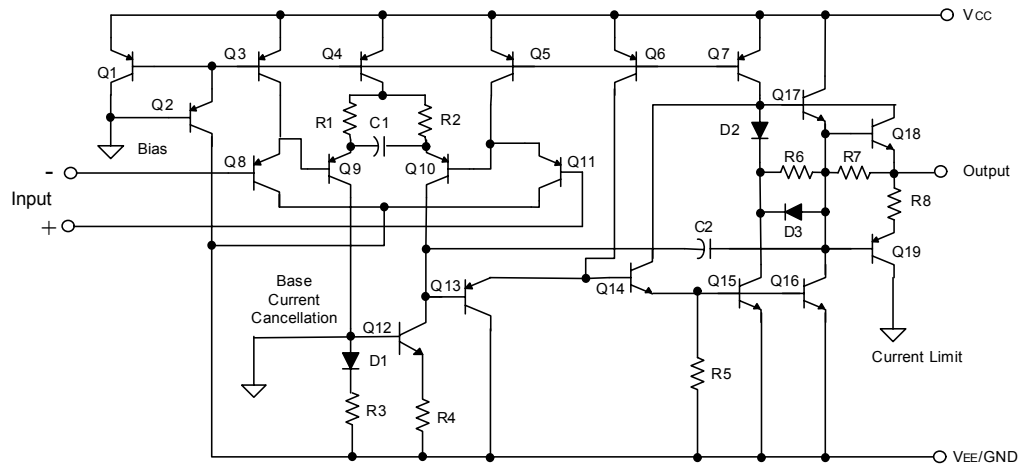 Vcc
Q1
Q3
Q4
Q5
Q6
Q7
Q2
R1
C1
R2
Q17
D2
Q18
Bias
Q8
Q9
Q10
Q11
R6
R7
Output
-
Input
+
R8
D3
C2
Q19
Base
Current
Cancellation
Q13
Q14
Q15
Q16
Q12
D1
Current Limit
R5
R3
R4
VEE/GND